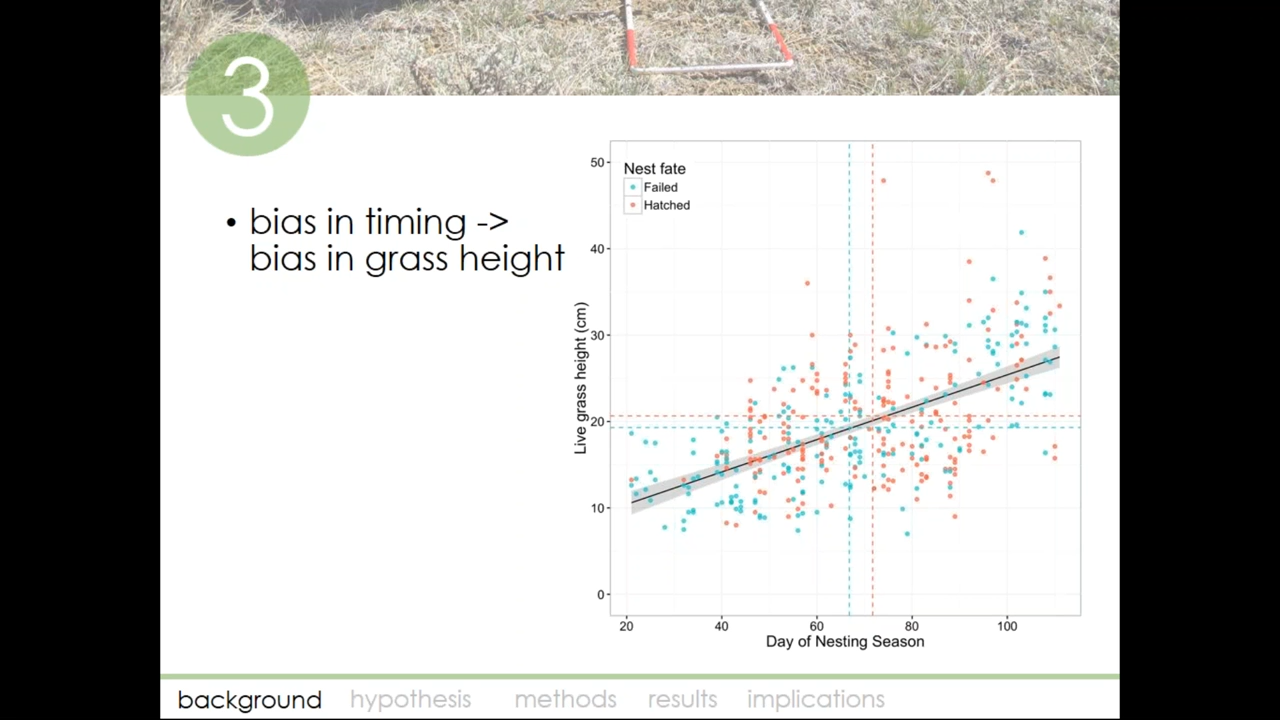 3
• bias in timing ->
bias in grass height
Nest fate
Failed
Hatched
Live grass height (cm)
50
40
30
20
10
0
20 40 60 80 100
Day of Nesting Season
background hypothesis methods results implications